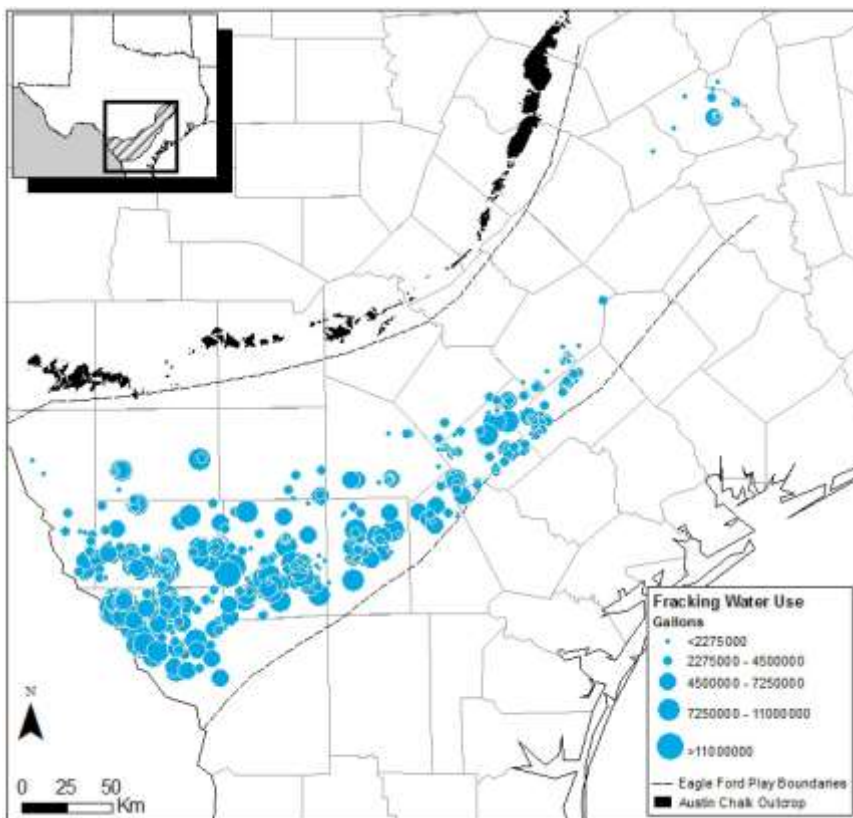 Fracking Water Use
Gallons
<2275000
2275000 - 4500000
4500000 - 7250000
7250000 - 11000000
>11000000
Eagle Ford Play Boundaries
Austin Chalk Outcrop
N
0 25 50
Km